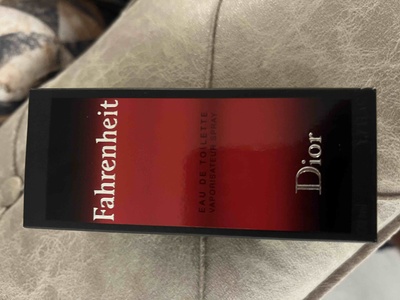 Fahrenheit
EAU DE TOILETTE
VAPORISATEUR SPRAY
Dior